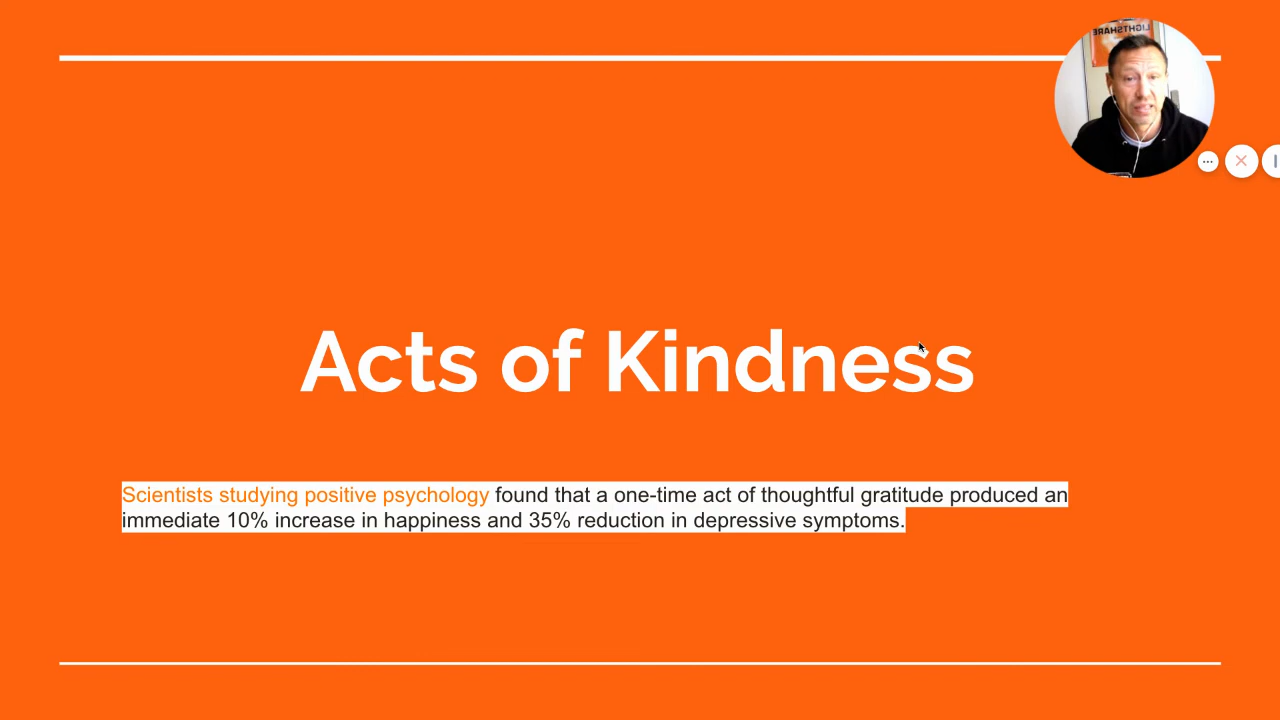 LIGHTSHARE
Acts of Kindness
Scientists studying positive psychology found that a one-time act of thoughtful gratitude produced an
immediate 10% increase in happiness and 35% reduction in depressive symptoms.